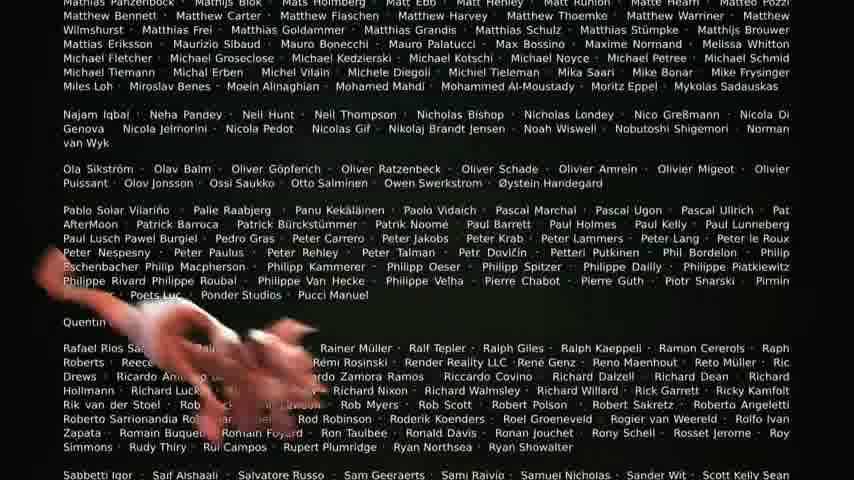 Mathias Panzenböck · Mathijs Blok · Mats Holmberg · Matt Ebb · Matt Henley · Matt Runion · Matte Hearn · Matteo Pozzi
Matthew Bennett · Matthew Carter · Matthew Flaschen · Matthew Harvey · Matthew Thoemke · Matthew Warriner · Matthew
Wilmshurst · Matthias Frei · Matthias Goldammer · Matthias Grandis · Matthias Schulz · Matthias Stümpke · Matthijs Brouwer
Mattias Eriksson · Maurizio Sibaud · Mauro Bonecchi · Mauro Palatucci · Max Bossino · Maxime Normand · Melissa Whitton
Michael Fletcher · Michael Groseclose · Michael Kedzierski · Michael Kotschi · Michael Noyce · Michael Petree · Michael Schmid
Michael Tiemann · Michal Erben · Michel Vilain · Michele Diegoli · Michiel Tieleman · Mika Saari · Mike Bonar · Mike Frysinger
Miles Loh · Miroslav Benes · Moein Alinaghian · Mohamed Mahdi · Mohammed Al-Moustady · Moritz Eppel · Mykolas Sadauskas
Najam Iqbal · Neha Pandey · Neil Hunt · Neil Thompson · Nicholas Bishop · Nicholas Londey · Nico Greßmann · Nicola Di
Genova · Nicola Jelmorini · Nicola Pedot · Nicolas Gif · Nikolaj Brandt Jensen · Noah Wiswell · Nobutoshi Shigemori · Norman
van Wyk
Ola Sikström · Olav Balm · Oliver Göpferich · Oliver Ratzenbeck · Oliver Schade · Olivier Amrein · Olivier Migeot · Olivier
Puissant · Olov Jonsson · Ossi Saukko · Otto Salminen · Owen Swerkstrom · Øystein Handegard
Pablo Solar Vilariño · Palle Raabjerg · Panu Kekäläinen · Paolo Vidaich · Pascal Marchal · Pascal Ugon · Pascal Ullrich · Pat
AfterMoon · Patrick Barroca · Patrick Bürckstümmer · Patrik Noomé · Paul Barrett · Paul Holmes · Paul Kelly · Paul Lunneberg
Paul Lusch Pawel Burgiel · Pedro Gras · Peter Carrero · Peter Jakobs · Peter Krab · Peter Lammers · Peter Lang · Peter le Roux
Peter Nespesny · Peter Paulus · Peter Rehley · Peter Talman · Petr Dovičín · Petteri Putkinen · Phil Bordelon · Philip
Eschenbacher Philip Macpherson · Philipp Kammerer · Philipp Oeser · Philipp Spitzer · Philippe Dailly · Philippe Piatkiewitz
Philippe Rivard Philippe Roubal · Philippe Van Hecke · Philippe Velha · Pierre Chabot · Pierre Guth · Piotr Snarski · Pirmin
· Poets Luc · Ponder Studios · Pucci Manuel
Quentin
Rafael Rios · Rainer Müller · Ralf Tepler · Ralph Giles · Ralph Kaeppeli · Ramon Cererols · Raph
Roberts · Reece · Rémi Rosinski · Render Reality LLC · René Genz · Reno Maenhout · Reto Müller · Ric
Drews · Ricardo · Zamora Ramos · Riccardo Covino · Richard Dalzell · Richard Dean · Richard
Hollmann · Richard · Richard Nixon · Richard Walmsley · Richard Willard · Rick Garrett · Ricky Kamfolt
Rik van der Stoel · Rob · Rob Myers · Rob Scott · Robert Polson · Robert Sakretz · Roberto Angeletti
Roberto Sarrionandia · Rod Robinson · Roderik Koenders · Roel Groeneveld · Rogier van Weereld · Rolfo Ivan
Zapata · Romain · Romain Foyard · Ron Taulbée · Ronald Davis · Ronan Jouchet · Rony Schell · Rosset Jerome · Roy
Simmons · Rudy Thiry · Rui Campos · Rupert Plumridge · Ryan Northsea · Ryan Showalter
Sabbetti Igor · Saif Alshaali · Salvatore Russo · Sam Geeraerts · Sami Raivio · Samuel Nicholas · Sander Wit · Scott Kelly Sean